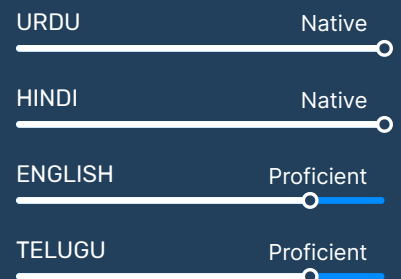 URDU Native
HINDI Native
ENGLISH Proficient
TELUGU Proficient